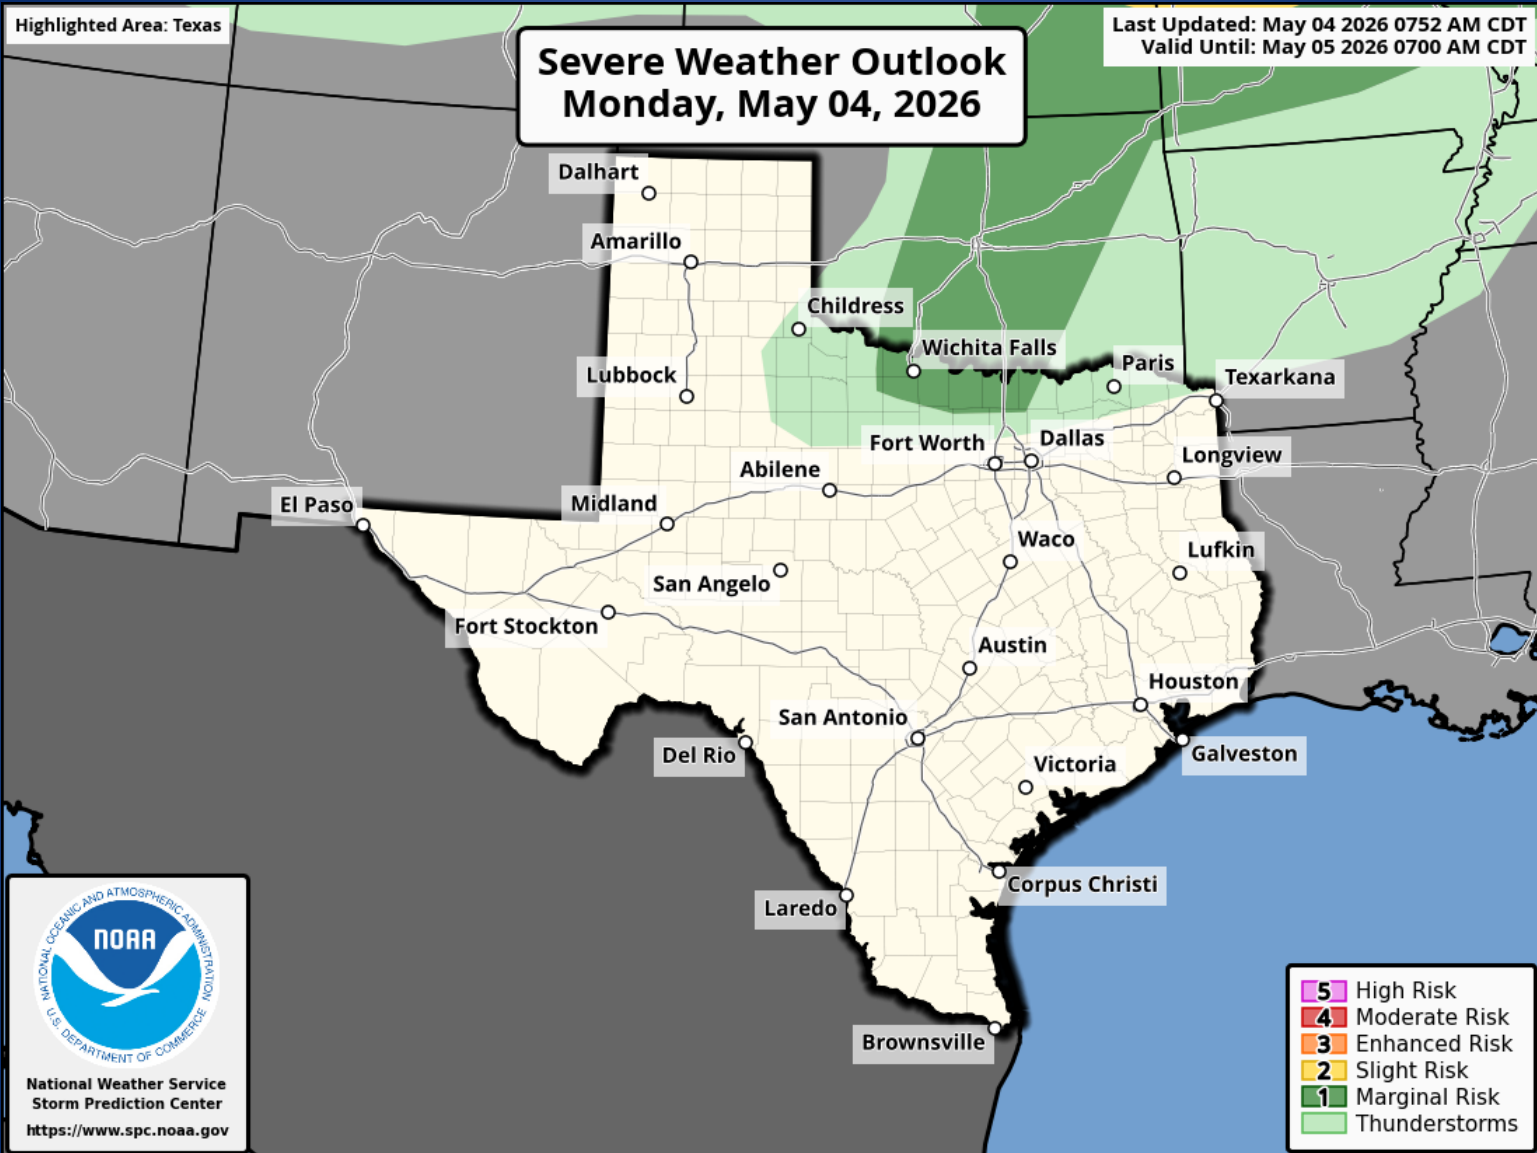 Highlighted Area: Texas
Last Updated: May 04 2026 0752 AM CDT
Valid Until: May 05 2026 0700 AM CDT
Severe Weather Outlook
Monday, May 04, 2026
Dalhart
Amarillo
Childress
Wichita Falls
Paris
Lubbock
Texarkana
Fort Worth
Dallas
Longview
Abilene
El Paso
Midland
Waco
Lufkin
San Angelo
Fort Stockton
Austin
Houston
San Antonio
Del Rio
Galveston
Victoria
Corpus Christi
Laredo
Brownsville
NATIONAL OCEANIC AND ATMOSPHERIC ADMINISTRATION
NOAA
U.S. DEPARTMENT OF COMMERCE
National Weather Service
Storm Prediction Center
https://www.spc.noaa.gov
5 High Risk
4 Moderate Risk
3 Enhanced Risk
2 Slight Risk
1 Marginal Risk
Thunderstorms